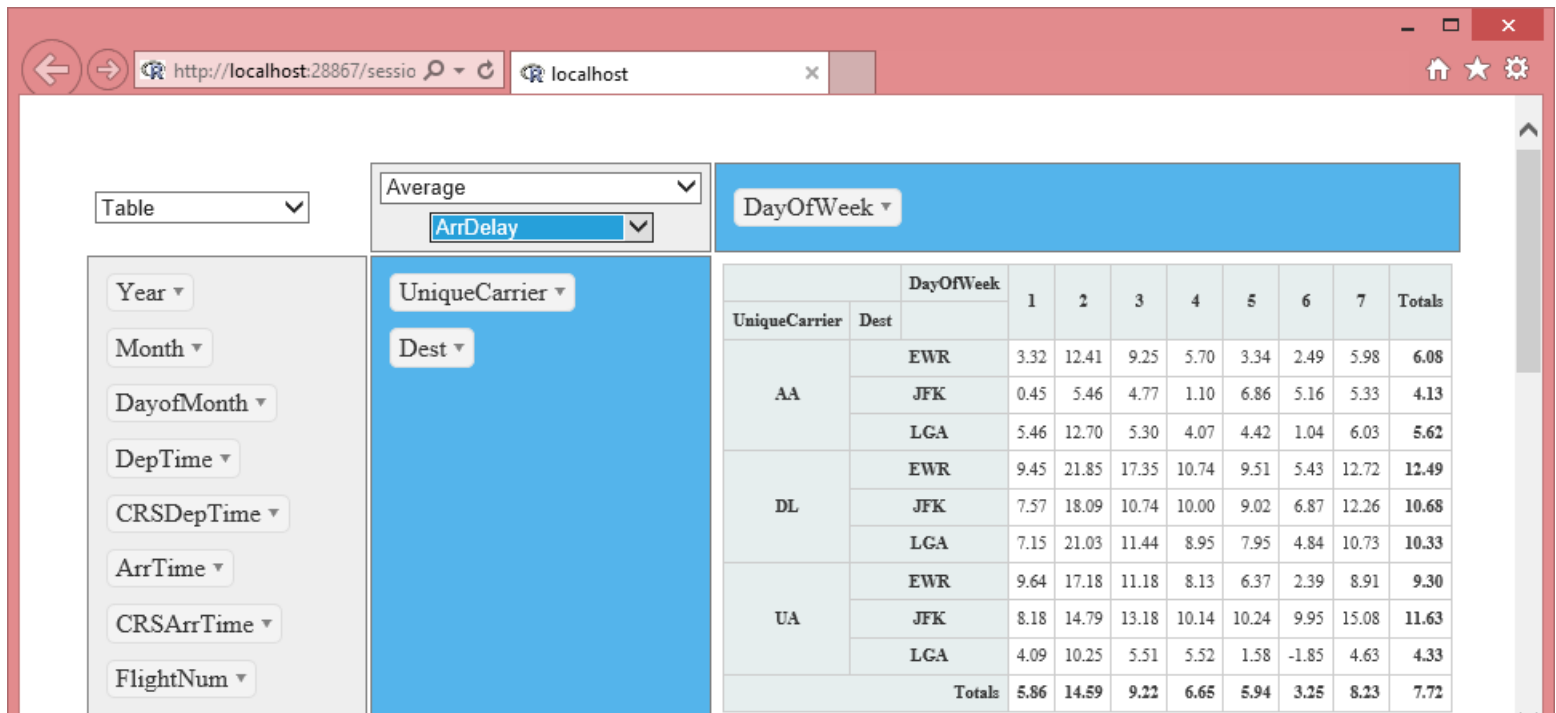 http://localhost:28867/sessio
localhost
Table
Average
ArrDelay
DayOfWeek
Year
Month
DayofMonth
DepTime
CRSDepTime
ArrTime
CRSArrTime
FlightNum
UniqueCarrier
Dest
DayOfWeek 1 2 3 4 5 6 7 Totals
UniqueCarrier Dest
AA EWR 3.32 12.41 9.25 5.70 3.34 2.49 5.98 6.08
JFK 0.45 5.46 4.77 1.10 6.86 5.16 5.33 4.13
LGA 5.46 12.70 5.30 4.07 4.42 1.04 6.03 5.62
DL EWR 9.45 21.85 17.35 10.74 9.51 5.43 12.72 12.49
JFK 7.57 18.09 10.74 10.00 9.02 6.87 12.26 10.68
LGA 7.15 21.03 11.44 8.95 7.95 4.84 10.73 10.33
UA EWR 9.64 17.18 11.18 8.13 6.37 2.39 8.91 9.30
JFK 8.18 14.79 13.18 10.14 10.24 9.95 15.08 11.63
LGA 4.09 10.25 5.51 5.52 1.58 -1.85 4.63 4.33
Totals 5.86 14.59 9.22 6.65 5.94 3.25 8.23 7.72